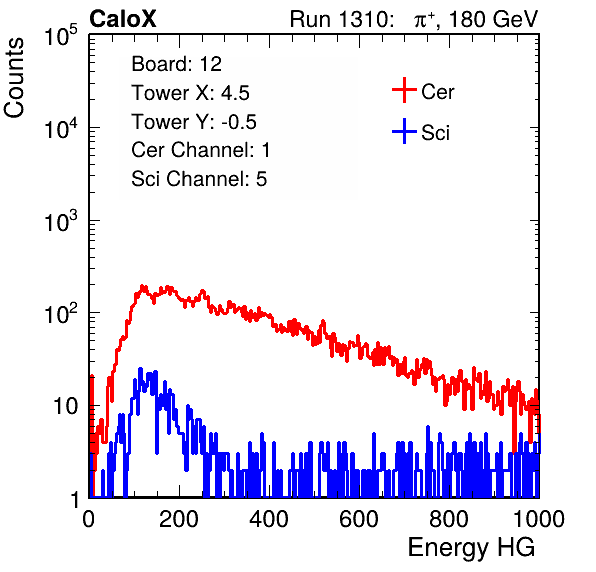 CaloX Run 1310: π⁺, 180 GeV
Counts
Board: 12
Tower X: 4.5
Tower Y: -0.5
Cer Channel: 1
Sci Channel: 5
Cer
Sci
10⁵
10⁴
10³
10²
10
1
0 200 400 600 800 1000
Energy HG